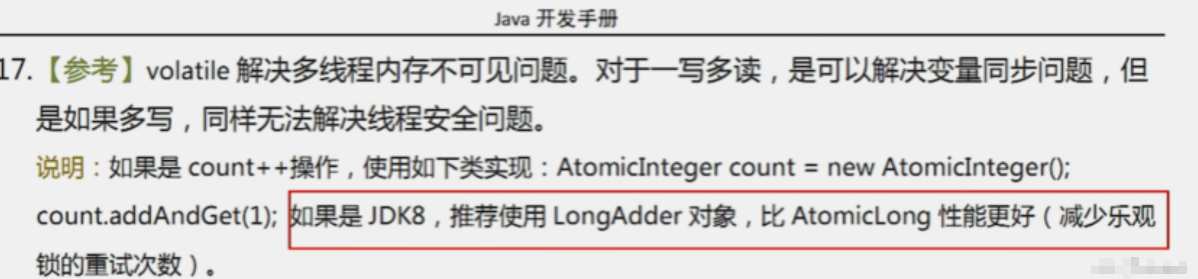 Java 开发手册
17.【参考】volatile 解决多线程内存不可见问题。对于一写多读，是可以解决变量同步问题，但
是如果多写，同样无法解决线程安全问题。
说明：如果是 count++操作，使用如下类实现：AtomicInteger count = new AtomicInteger();
count.addAndGet(1); 如果是 JDK8，推荐使用 LongAdder 对象，比 AtomicLong 性能更好（减少乐观
锁的重试次数）。